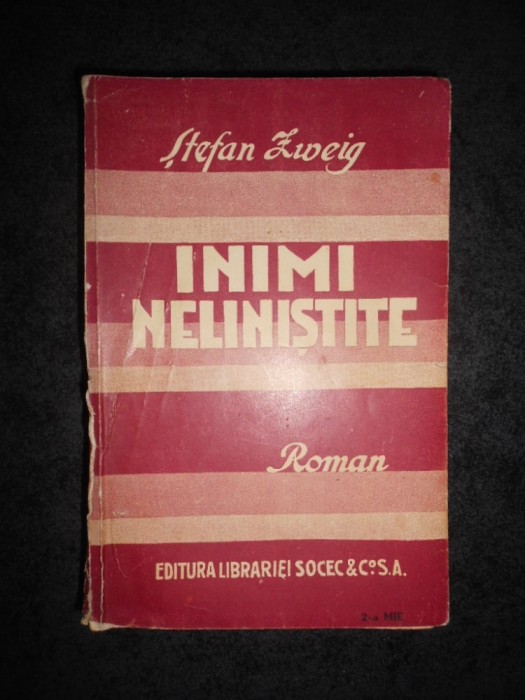 Ștefan Zweig
INIMI
NELINIȘTITE
Roman
EDITURA LIBRARIEI SOCEC & Cº S.A.
2-a MIE